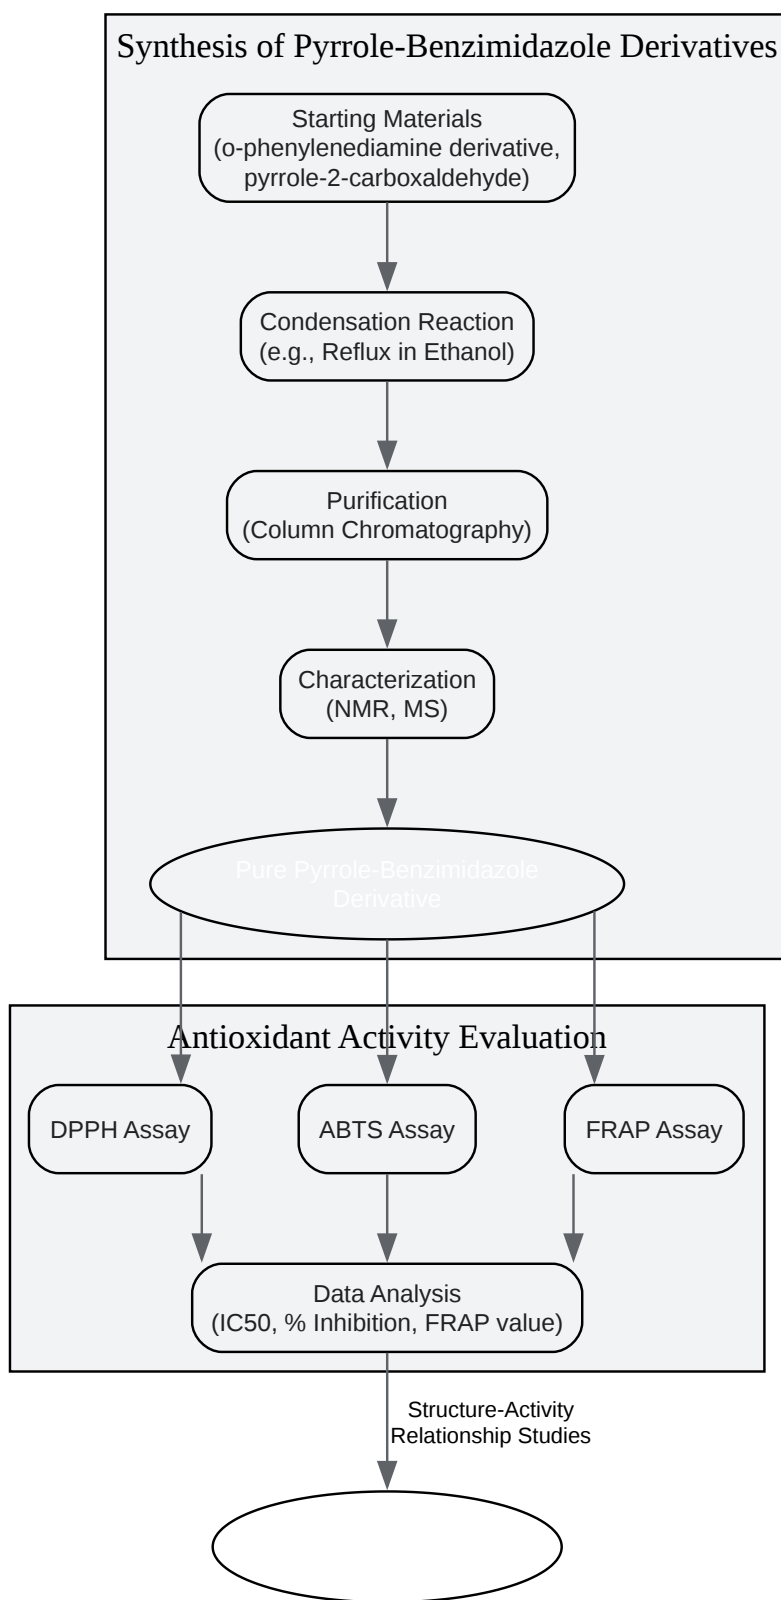 Synthesis of Pyrrole-Benzimidazole Derivatives
Starting Materials
(o-phenylenediamine derivative,
pyrrole-2-carboxaldehyde)
Condensation Reaction
(e.g., Reflux in Ethanol)
Purification
(Column Chromatography)
Characterization
(NMR, MS)
Pure Pyrrole-Benzimidazole
Derivative
Antioxidant Activity Evaluation
DPPH Assay
ABTS Assay
FRAP Assay
Data Analysis
(IC50, % Inhibition, FRAP value)
Structure-Activity
Relationship Studies